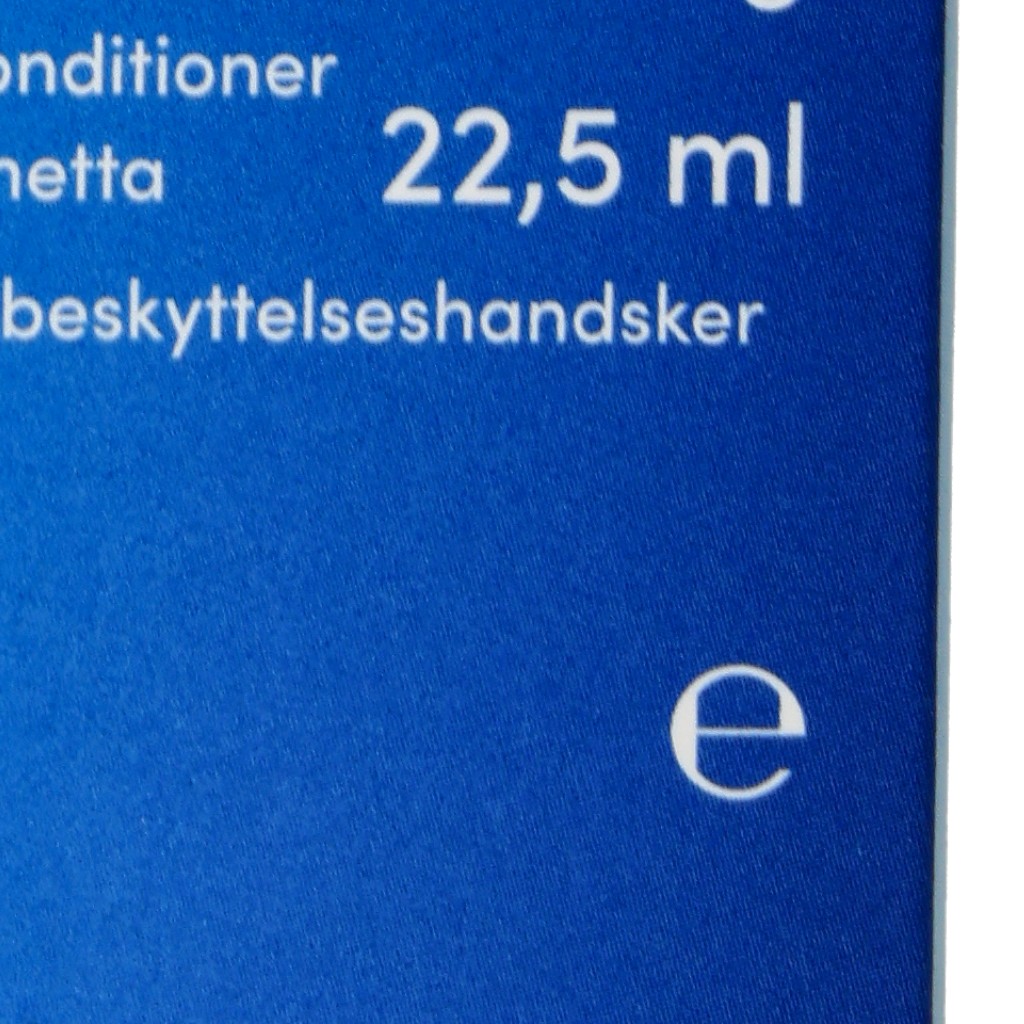 onditioner
22,5 ml
netta
beskyttelseshandsker
e